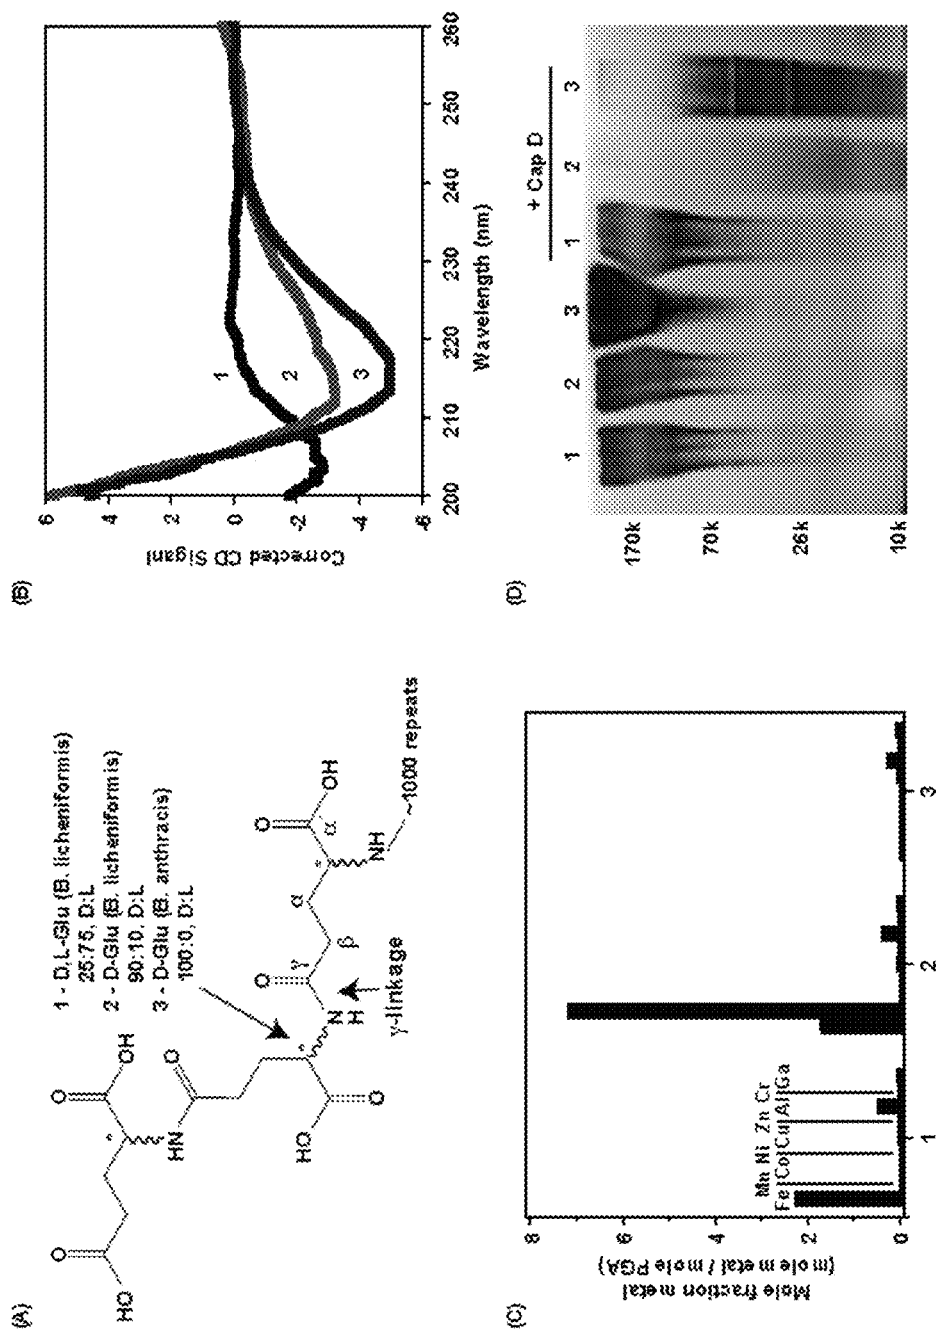 (A)
1 - D,L-Glu (B. licheniformis)
25:75, D:L
2 - D-Glu (B. licheniformis)
90:10, D:L
3 - D-Glu (B. anthracis)
100:0, D:L
O
HO
O
OH
*
HN
O
HO
O
*
N
H
γ-linkage
O
γ
β
α
*
O
α
OH
NH
~1000 repeats
(B)
Corrected CD Siganl
6
4
2
0
-2
-4
-6
1
2
3
200
210
220
230
240
250
260
Wavelength (nm)
(C)
Mole fraction metal
(mole metal / mole PGA)
8
6
4
2
0
Mn Ni Zn Cr
Fe Co Cu Al Ga
1
2
3
(D)
+ Cap D
1
2
3
1
2
3
170k
70k
26k
10k